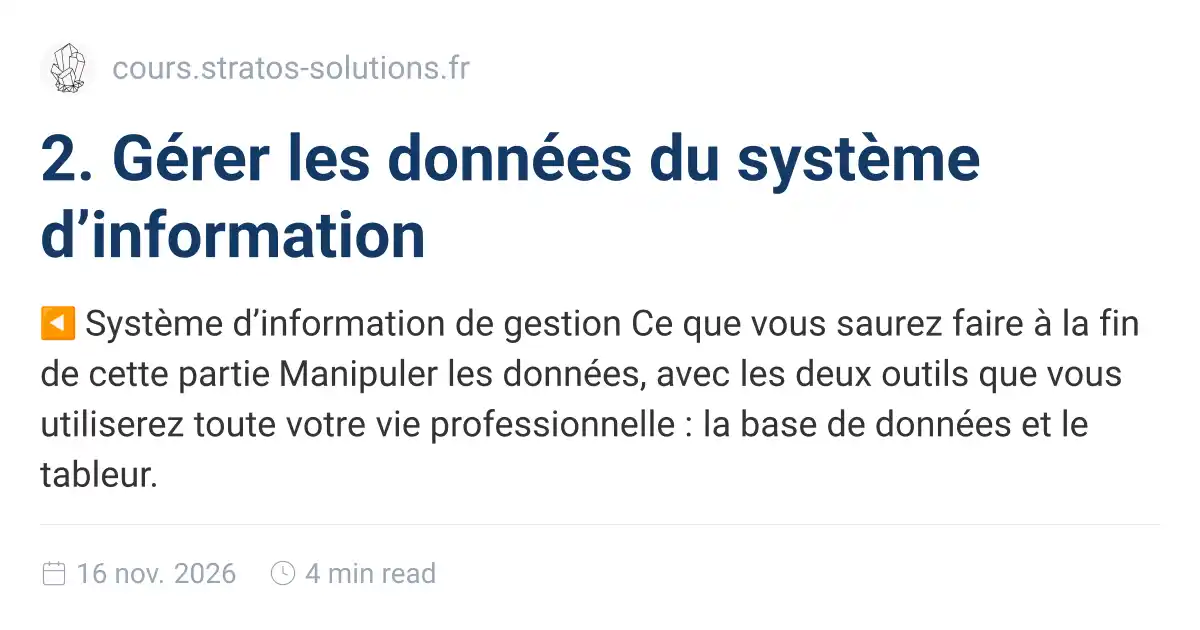 cours.stratos-solutions.fr
2. Gérer les données du système
d’information
◀️ Système d’information de gestion Ce que vous saurez faire à la fin
de cette partie Manipuler les données, avec les deux outils que vous
utiliserez toute votre vie professionnelle : la base de données et le
tableur.
16 nov. 2026 4 min read